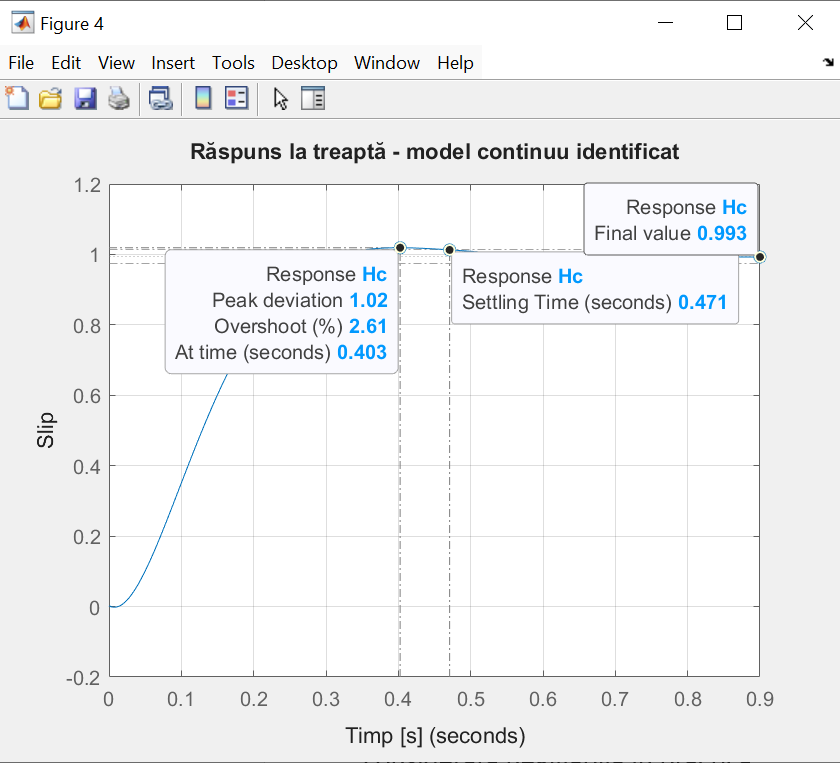 Figure 4
File Edit View Insert Tools Desktop Window Help
Răspuns la treaptă - model continuu identificat
1.2
1
0.8
0.6
0.4
0.2
0
-0.2
Slip
Response Hc
Final value 0.993
Response Hc
Peak deviation 1.02
Overshoot (%) 2.61
At time (seconds) 0.403
Response Hc
Settling Time (seconds) 0.471
0 0.1 0.2 0.3 0.4 0.5 0.6 0.7 0.8 0.9
Timp [s] (seconds)